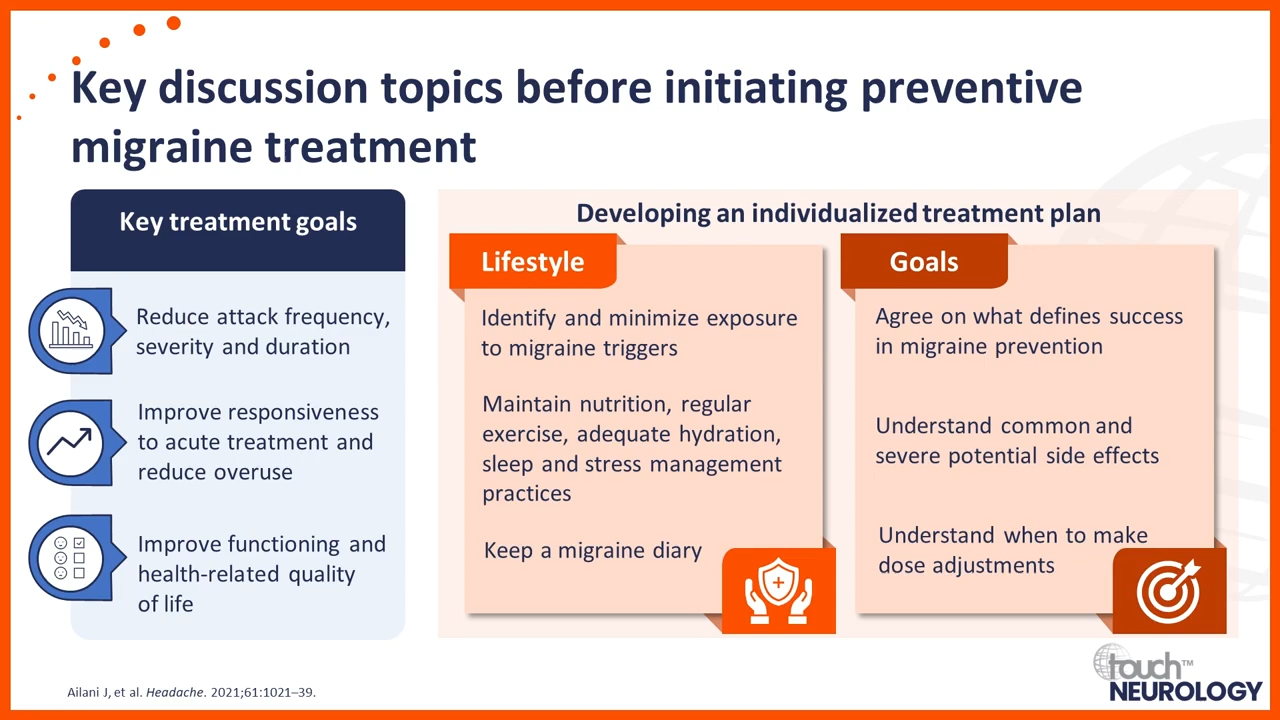 Key discussion topics before initiating preventive
migraine treatment
Key treatment goals
Reduce attack frequency,
severity and duration
Improve responsiveness
to acute treatment and
reduce overuse
Improve functioning and
health-related quality
of life
Developing an individualized treatment plan
Lifestyle
Identify and minimize exposure
to migraine triggers
Maintain nutrition, regular
exercise, adequate hydration,
sleep and stress management
practices
Keep a migraine diary
Goals
Agree on what defines success
in migraine prevention
Understand common and
severe potential side effects
Understand when to make
dose adjustments
Ailani J, et al. Headache. 2021;61:1021–39.
touch™
NEUROLOGY